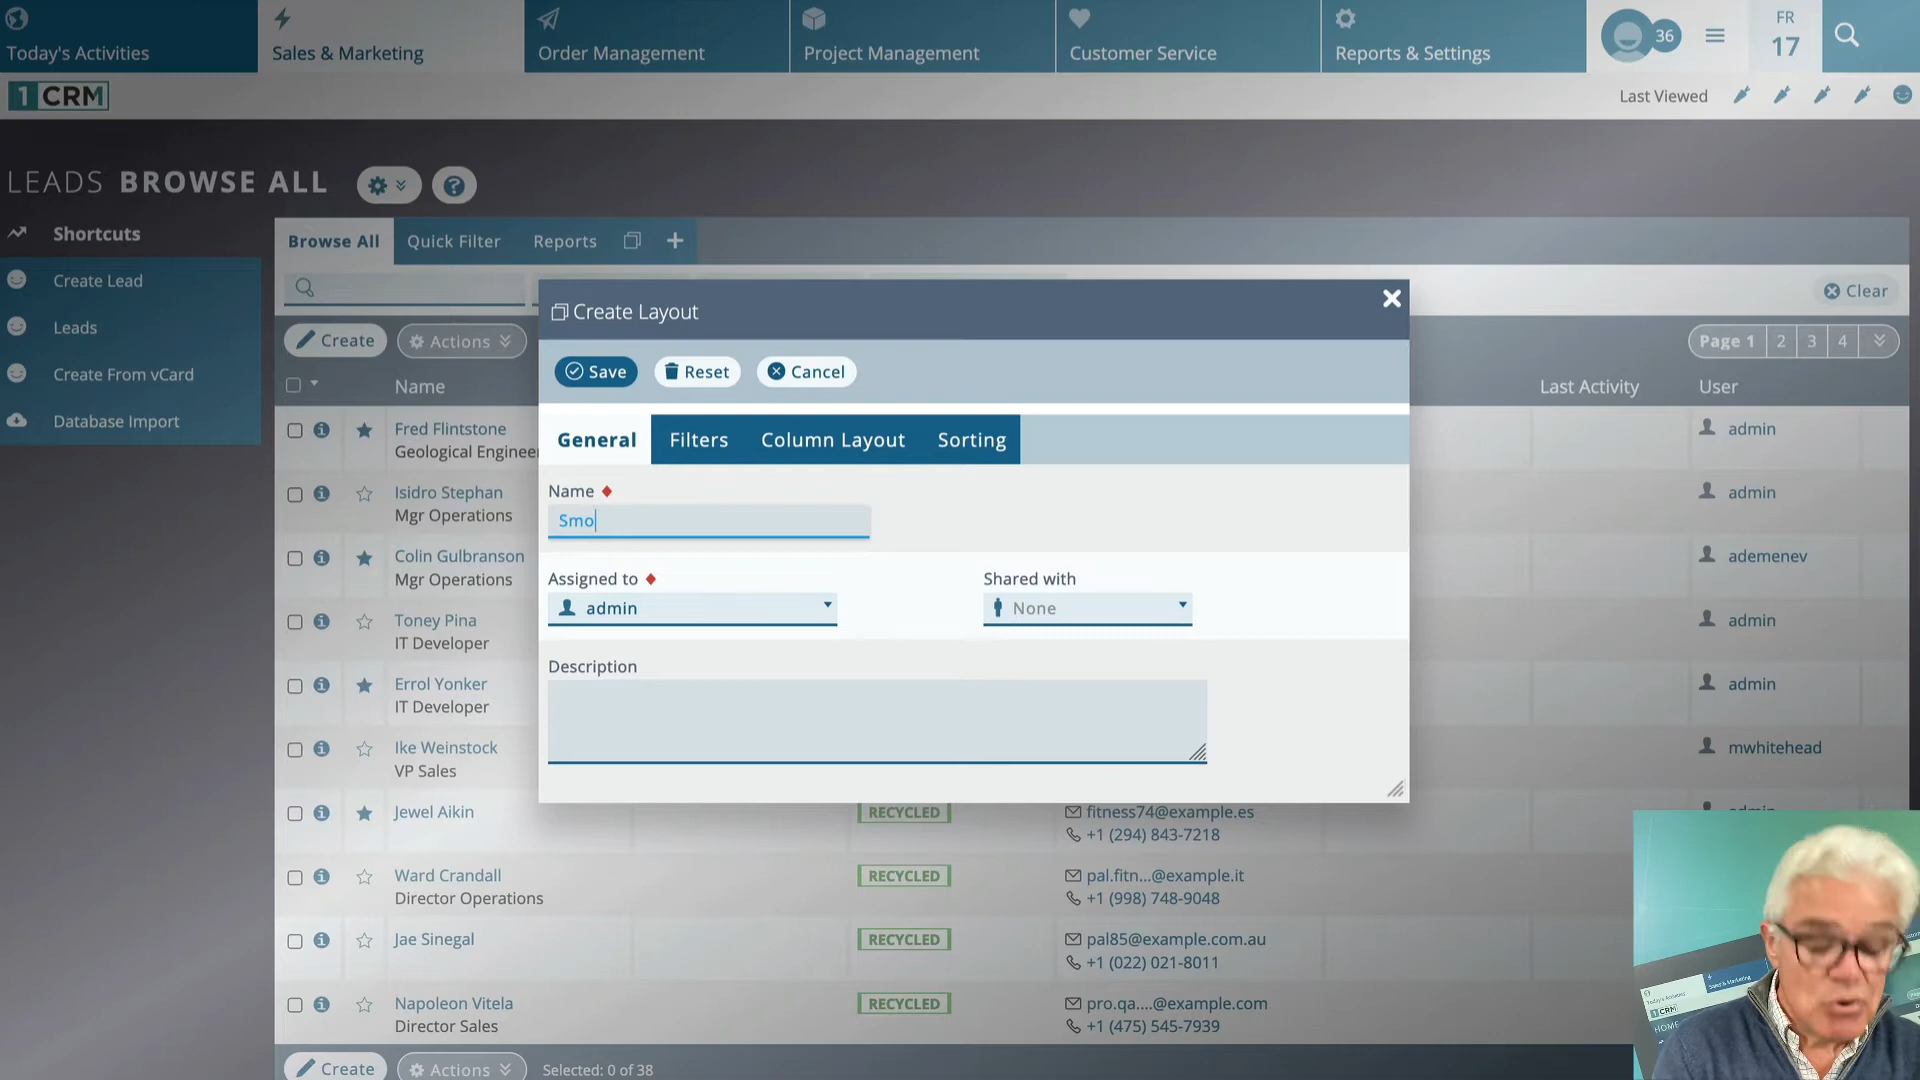 Today's Activities
Sales & Marketing
Order Management
Project Management
Customer Service
Reports & Settings
36
FR
17
1 CRM
Last Viewed
LEADS BROWSE ALL
Shortcuts
Create Lead
Leads
Create From vCard
Database Import
Browse All
Quick Filter
Reports
Clear
Create
Actions
Page 1
2
3
4
Name
Last Activity
User
Create Layout
Save
Reset
Cancel
General
Filters
Column Layout
Sorting
Name
Smo
Assigned to
admin
Shared with
None
Description
Fred Flintstone
Geological Engineer
admin
Isidro Stephan
Mgr Operations
admin
Colin Gulbranson
Mgr Operations
ademenev
Toney Pina
IT Developer
admin
Errol Yonker
IT Developer
admin
Ike Weinstock
VP Sales
mwhitehead
Jewel Aikin
RECYCLED
fitness74@example.es
+1 (294) 843-7218
Ward Crandall
Director Operations
RECYCLED
pal.fitn...@example.it
+1 (998) 748-9048
Jae Sinegal
RECYCLED
pal85@example.com.au
+1 (022) 021-8011
Napoleon Vitela
Director Sales
RECYCLED
pro.qa....@example.com
+1 (475) 545-7939
Create
Actions
Selected: 0 of 38
Today's Activities
Sales & Marketing
1 CRM
HOME